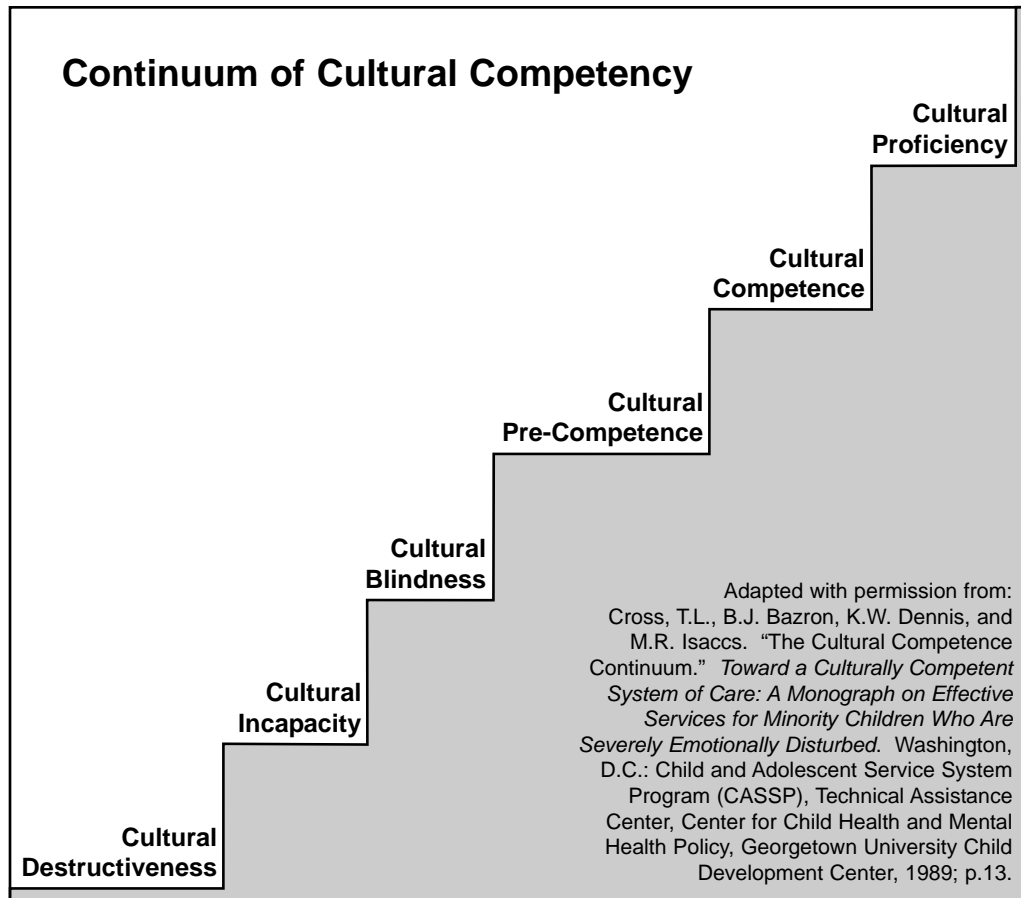 Continuum of Cultural Competency
Cultural
Proficiency
Cultural
Competence
Cultural
Pre-Competence
Cultural
Blindness
Cultural
Incapacity
Cultural
Destructiveness
Adapted with permission from:
Cross, T.L., B.J. Bazron, K.W. Dennis, and
M.R. Isaccs. “The Cultural Competence
Continuum.” Toward a Culturally Competent
System of Care: A Monograph on Effective
Services for Minority Children Who Are
Severely Emotionally Disturbed. Washington,
D.C.: Child and Adolescent Service System
Program (CASSP), Technical Assistance
Center, Center for Child Health and Mental
Health Policy, Georgetown University Child
Development Center, 1989; p.13.